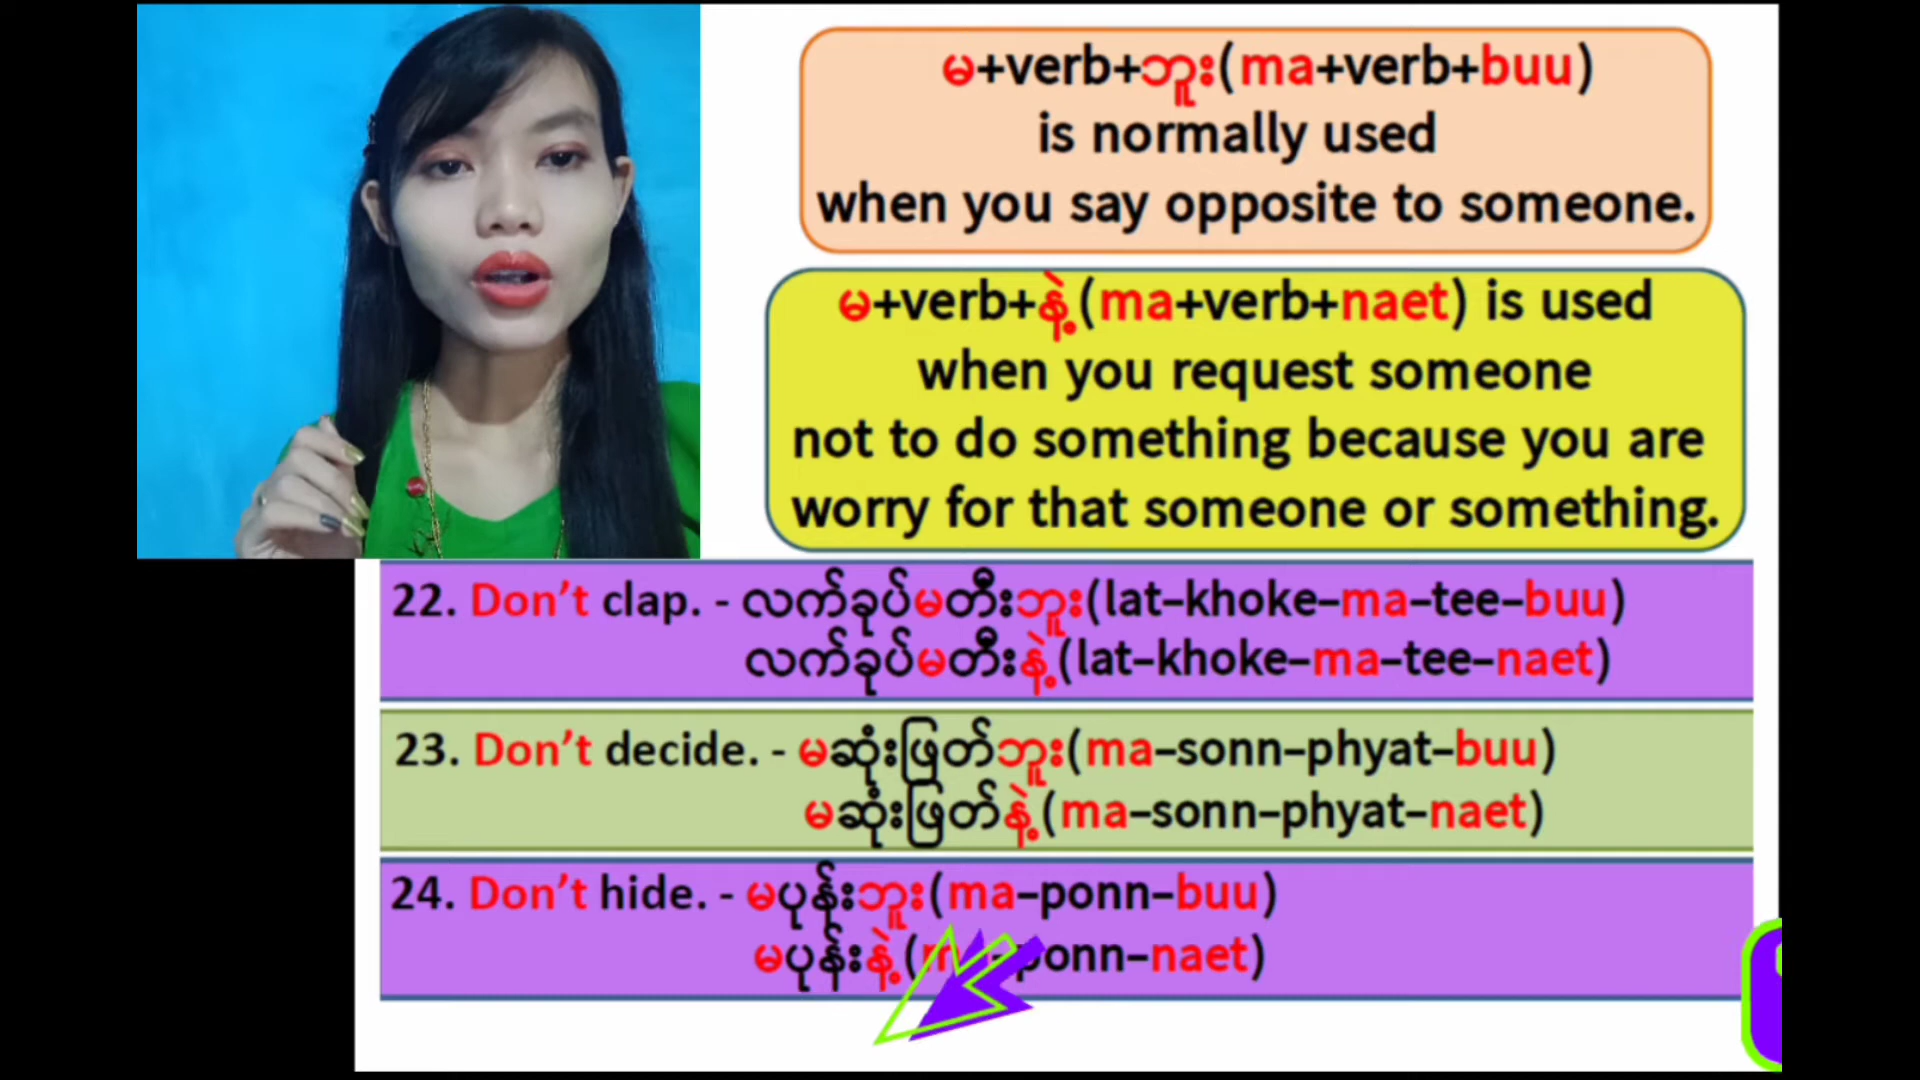 မ+verb+ဘူး(ma+verb+buu)
is normally used
when you say opposite to someone.
မ+verb+နဲ့(ma+verb+naet) is used
when you request someone
not to do something because you are
worry for that someone or something.
22. Don't clap. - လက်ခုပ်မတီးဘူး(lat–khoke–ma–tee–buu)
လက်ခုပ်မတီးနဲ့(lat–khoke–ma–tee–naet)
23. Don't decide. - မဆုံးဖြတ်ဘူး(ma–sonn–phyat–buu)
မဆုံးဖြတ်နဲ့(ma–sonn–phyat–naet)
24. Don't hide. - မပုန်းဘူး(ma–ponn–buu)
မပုန်းနဲ့(ma–ponn–naet)